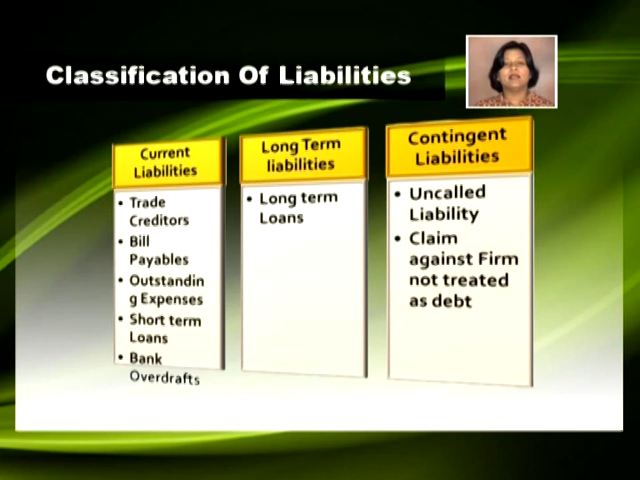 Classification Of Liabilities
Current
Liabilities
• Trade
Creditors
• Bill
Payables
• Outstandin
g Expenses
• Short term
Loans
• Bank
Overdrafts
Long Term
liabilities
• Long term
Loans
Contingent
Liabilities
• Uncalled
Liability
• Claim
against Firm
not treated
as debt